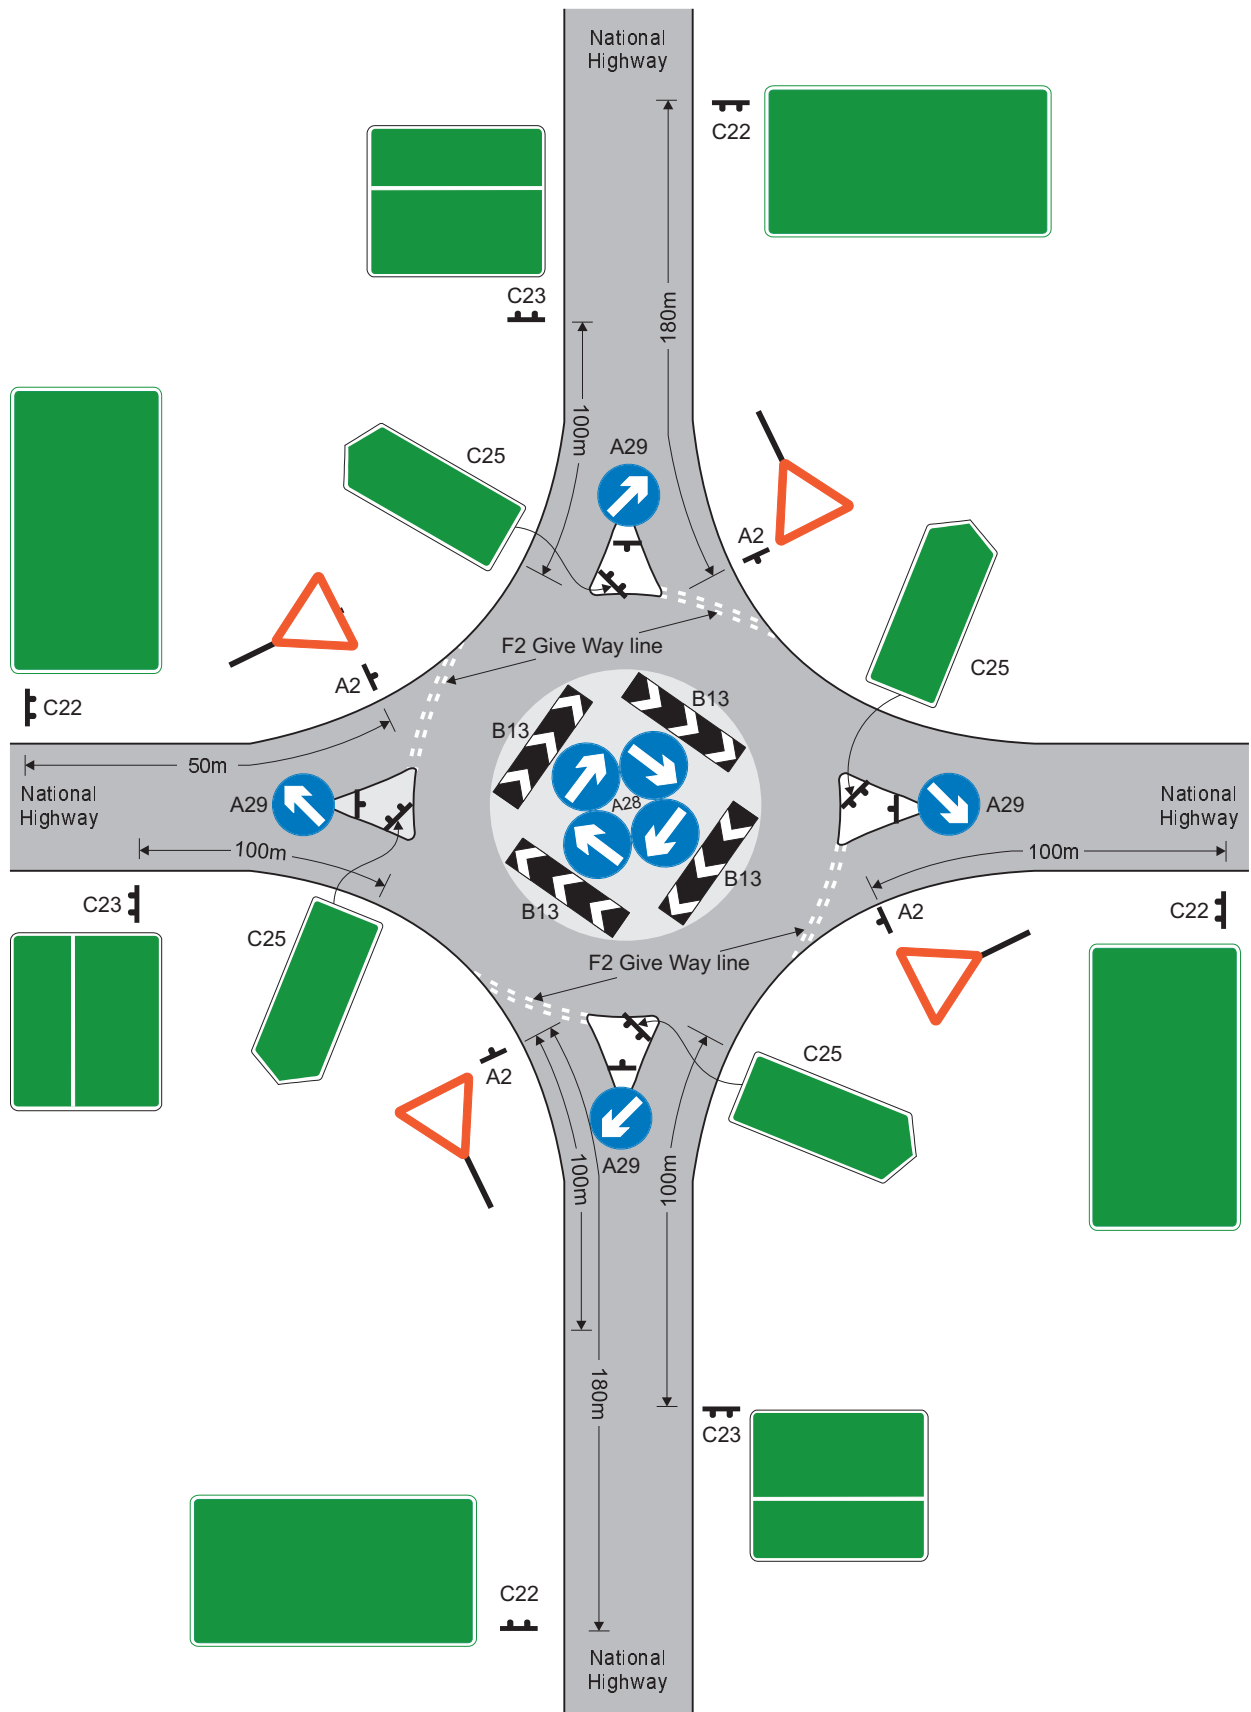 National
Highway
C22
C23
180m
100m
A29
C25
A2
F2 Give Way line
C25
A2
C22
B13
B13
50m
A28
National
Highway
A29
A29
National
Highway
100m
100m
C23
B13
B13
A2
C22
C25
F2 Give Way line
C25
A2
100m
100m
A29
180m
C23
C22
National
Highway